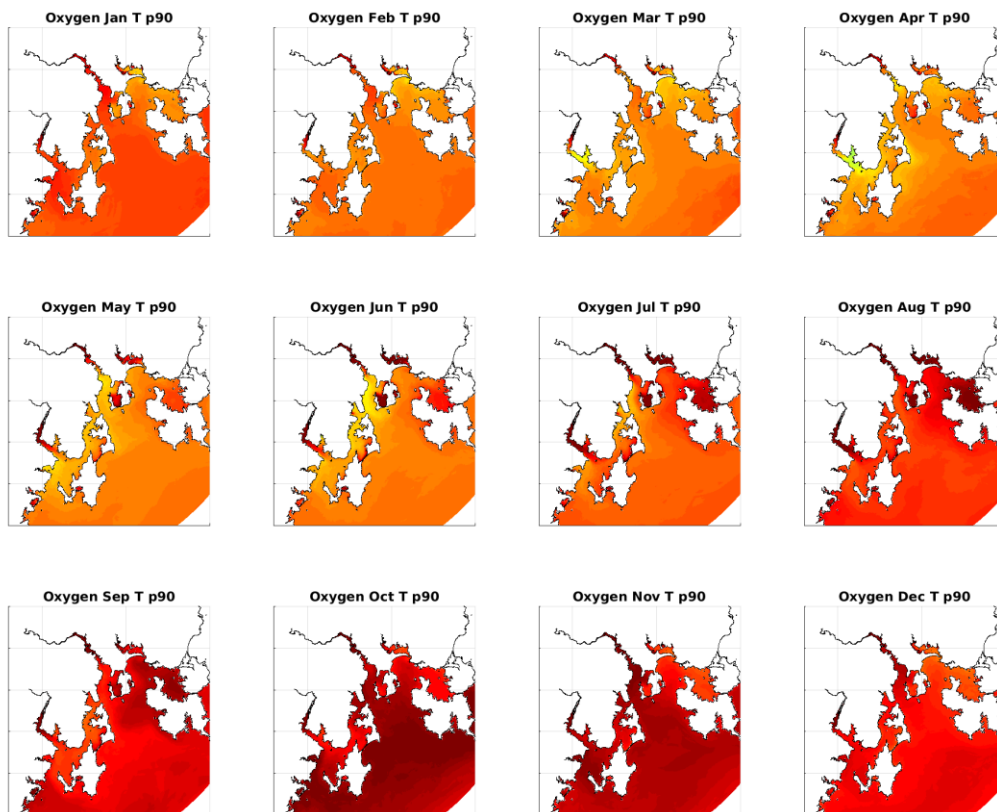 Oxygen Jan T p90
Oxygen Feb T p90
Oxygen Mar T p90
Oxygen Apr T p90
Oxygen May T p90
Oxygen Jun T p90
Oxygen Jul T p90
Oxygen Aug T p90
Oxygen Sep T p90
Oxygen Oct T p90
Oxygen Nov T p90
Oxygen Dec T p90